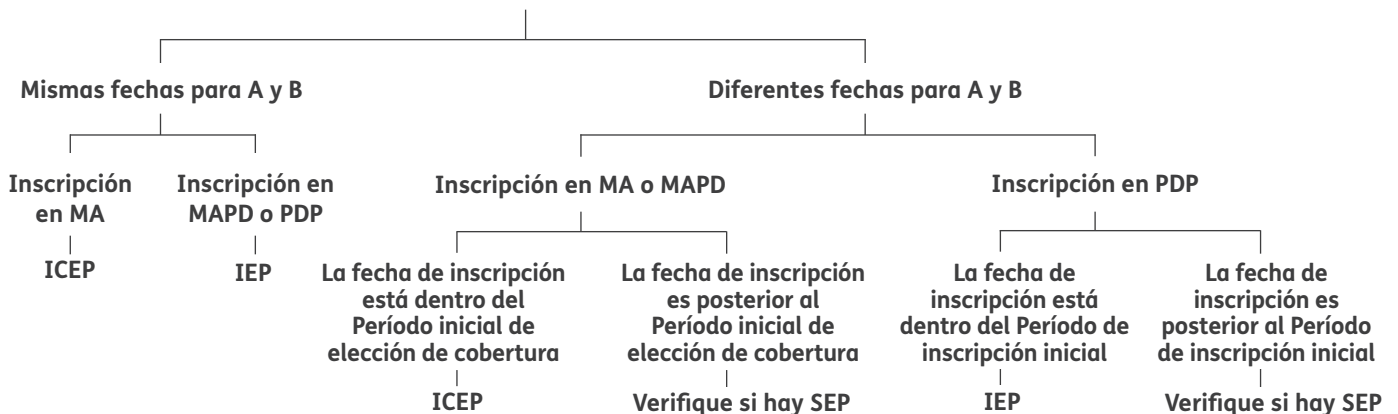 Mismas fechas para A y B
Diferentes fechas para A y B
Inscripción
en MA
Inscripción en
MAPD o PDP
Inscripción en MA o MAPD
Inscripción en PDP
ICEP
IEP
La fecha de inscripción
está dentro del
Período inicial de
elección de cobertura
La fecha de inscripción
es posterior al
Período inicial de
elección de cobertura
La fecha de
inscripción está
dentro del Período de
inscripción inicial
La fecha de
inscripción es
posterior al Período
de inscripción inicial
ICEP
Verifique si hay SEP
IEP
Verifique si hay SEP